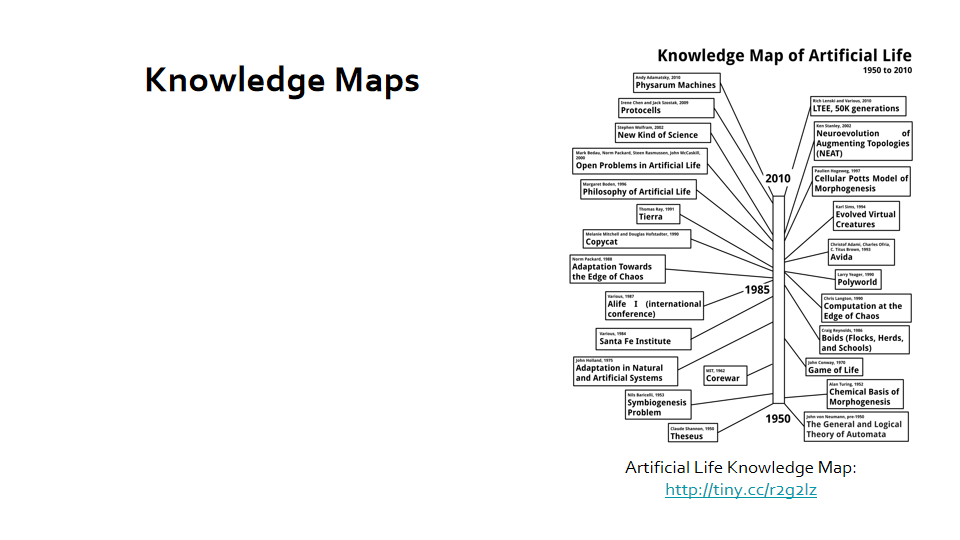 Knowledge Maps
Knowledge Map of Artificial Life
1950 to 2010
Andy Adamatsky, 2010
Physarum Machines
Irene Chen and Jack Szostak, 2009
Protocells
Stephen Wolfram, 2002
New Kind of Science
Mark Bedau, Norm Packard, Steen Rasmussen, John McCaskill,
2000
Open Problems in Artificial Life
Margaret Boden, 1996
Philosophy of Artificial Life
Thomas Ray, 1991
Tierra
Melanie Mitchell and Douglas Hofstadter, 1990
Copycat
Norm Packard, 1988
Adaptation Towards
the Edge of Chaos
Various, 1987
Alife I (international
conference)
Various, 1984
Santa Fe Institute
John Holland, 1975
Adaptation in Natural
and Artificial Systems
MIT, 1962
Corewar
Nils Baricelli, 1953
Symbiogenesis
Problem
Claude Shannon, 1950
Theseus
2010
1985
1950
Rich Lenski and Various, 2010
LTEE, 50K generations
Ken Stanley, 2002
Neuroevolution of
Augmenting Topologies
(NEAT)
Paulien Hogeweg, 1997
Cellular Potts Model of
Morphogenesis
Karl Sims, 1994
Evolved Virtual
Creatures
Christof Adami, Charles Ofria,
C. Titus Brown, 1993
Avida
Larry Yeager, 1990
Polyworld
Chris Langton, 1990
Computation at the
Edge of Chaos
Craig Reynolds, 1986
Boids (Flocks, Herds,
and Schools)
John Conway, 1970
Game of Life
Alan Turing, 1952
Chemical Basis of
Morphogenesis
John von Neumann, pre-1950
The General and Logical
Theory of Automata
Artificial Life Knowledge Map:
http://tiny.cc/r2g2lz